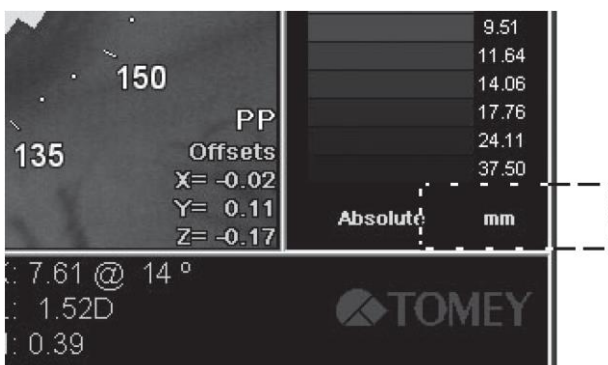 150
135
PP
Offsets
X= -0.02
Y= 0.11
Z= -0.17
9.51
11.64
14.06
17.76
24.11
37.50
Absolute mm
: 7.61 @ 14 º
: 1.52D
: 0.39
TOMEY